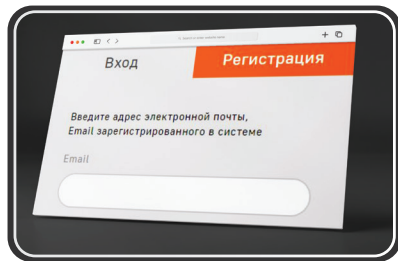 Вход
Регистрация
Введите адрес электронной почты,
Email зарегистрированного в системе
Email